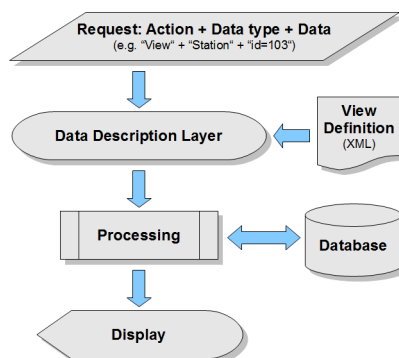 Request: Action + Data type + Data
(e.g. "View" + "Station" + "id=103")
Data Description Layer
View
Definition
(XML)
Processing
Database
Display